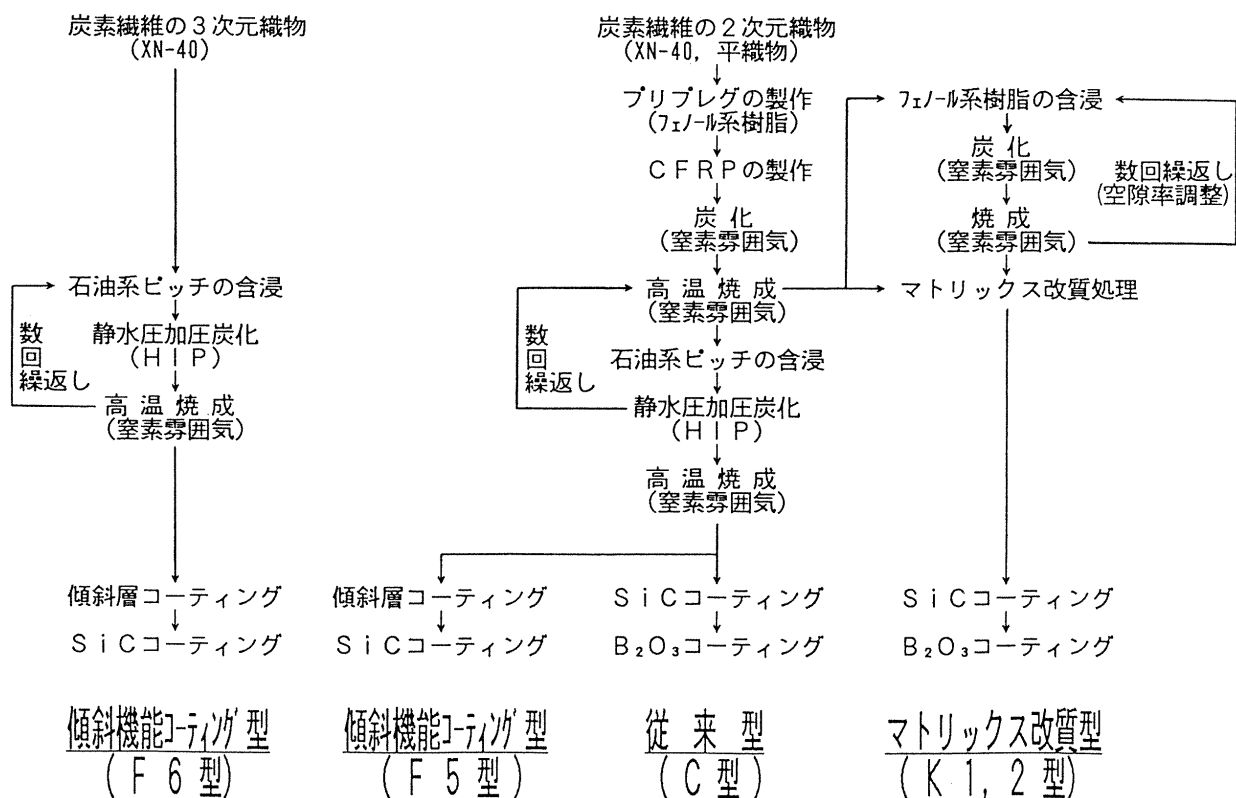 炭素繊維の3次元織物
(XN-40)
石油系ピッチの含浸
静水圧加圧炭化
(HIP)
高温焼成
(窒素雰囲気)
数
回
繰返し
傾斜層コーティング
SiCコーティング
傾斜機能コーティング型
(F6型)
炭素繊維の2次元織物
(XN-40, 平織物)
プリプレグの製作
(フェノール系樹脂)
CFRPの製作
炭化
(窒素雰囲気)
高温焼成
(窒素雰囲気)
石油系ピッチの含浸
静水圧加圧炭化
(HIP)
高温焼成
(窒素雰囲気)
数
回
繰返し
傾斜層コーティング
SiCコーティング
傾斜機能コーティング型
(F5型)
SiCコーティング
B₂O₃コーティング
従来型
(C型)
フェノール系樹脂の含浸
炭化
(窒素雰囲気)
焼成
(窒素雰囲気)
数回繰返し
(空隙率調整)
マトリックス改質処理
SiCコーティング
B₂O₃コーティング
マトリックス改質型
(K1, 2型)